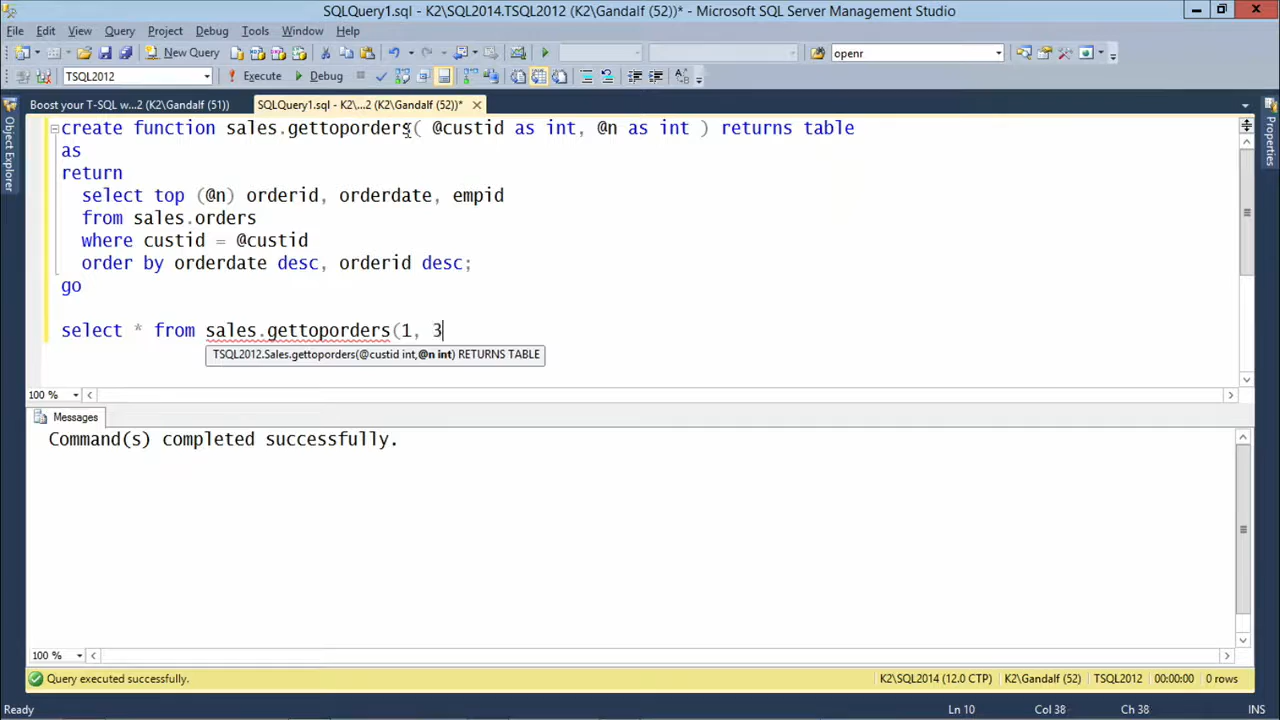 SQLQuery1.sql - K2\SQL2014.TSQL2012 (K2\Gandalf (52))* - Microsoft SQL Server Management Studio
File Edit View Query Project Debug Tools Window Help
New Query openr
TSQL2012 Execute Debug
Boost your T-SQL w...2 (K2\Gandalf (51)) SQLQuery1.sql - K2\...2 (K2\Gandalf (52))*
Object Explorer
Properties
create function sales.gettoporders( @custid as int, @n as int ) returns table
as
return
select top (@n) orderid, orderdate, empid
from sales.orders
where custid = @custid
order by orderdate desc, orderid desc;
go
select * from sales.gettoporders(1, 3
TSQL2012.Sales.gettoporders(@custid int,@n int) RETURNS TABLE
100 %
Messages
Command(s) completed successfully.
100 %
Query executed successfully. K2\SQL2014 (12.0 CTP) K2\Gandalf (52) TSQL2012 00:00:00 0 rows
Ready Ln 10 Col 38 Ch 38 INS